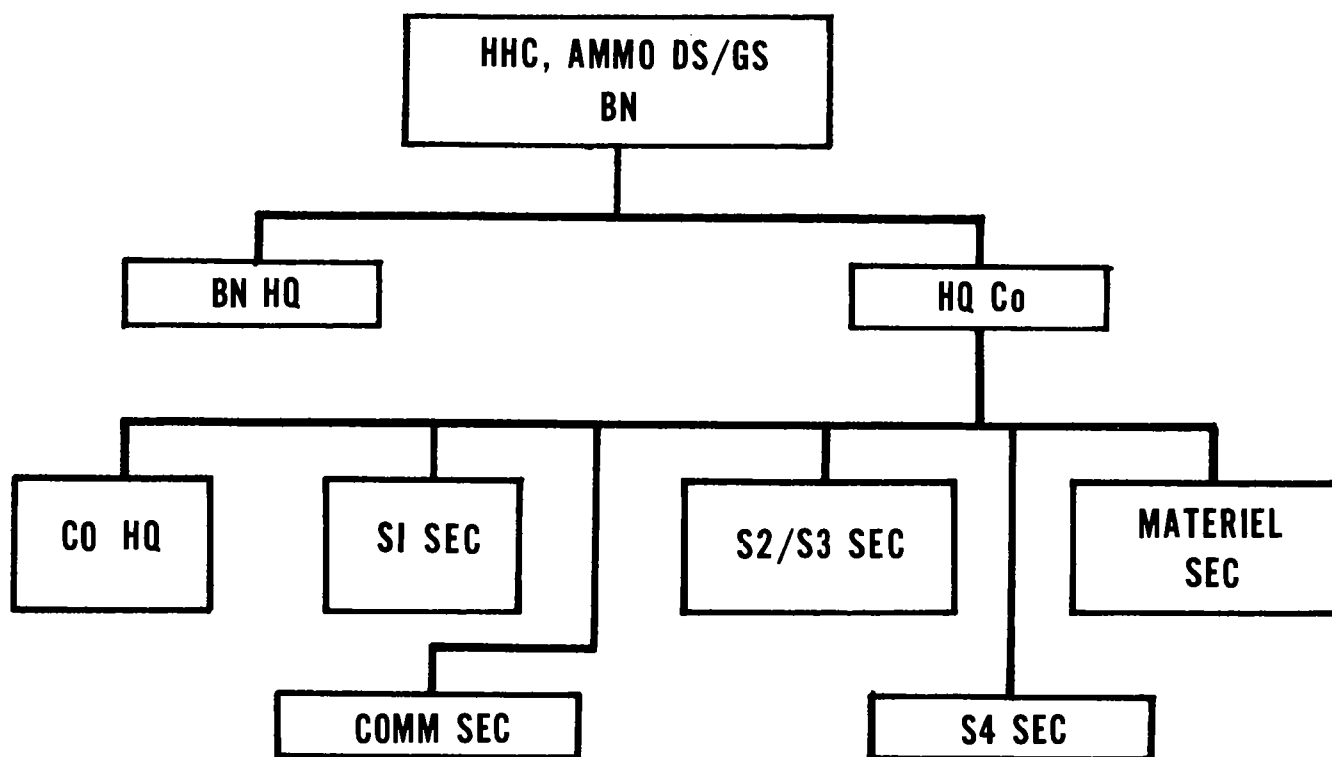 HHC, AMMO DS/GS
BN
BN HQ
HQ Co
CO HQ
S1 SEC
S2/S3 SEC
MATERIEL
SEC
COMM SEC
S4 SEC